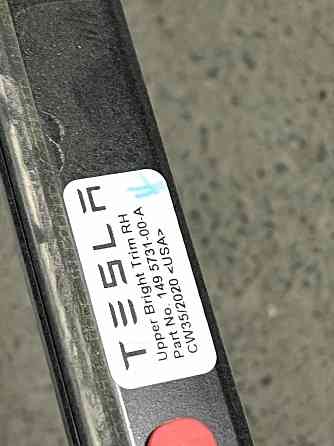 TESLA
Upper Bright Trim RH
Part No. 149 5731-00-A
CW35/2020 <USA>